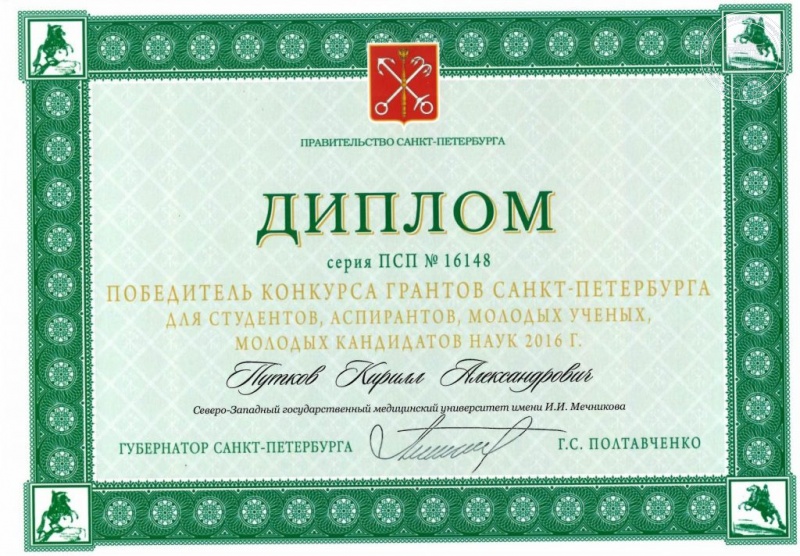 ПРАВИТЕЛЬСТВО САНКТ-ПЕТЕРБУРГА
ДИПЛОМ
серия ПСП № 16148
ПОБЕДИТЕЛЬ КОНКУРСА ГРАНТОВ САНКТ-ПЕТЕРБУРГА
ДЛЯ СТУДЕНТОВ, АСПИРАНТОВ, МОЛОДЫХ УЧЕНЫХ,
МОЛОДЫХ КАНДИДАТОВ НАУК 2016 Г.
Путков Кирилл Александрович
Северо-Западный государственный медицинский университет имени И.И. Мечникова
ГУБЕРНАТОР САНКТ-ПЕТЕРБУРГА Г.С. ПОЛТАВЧЕНКО